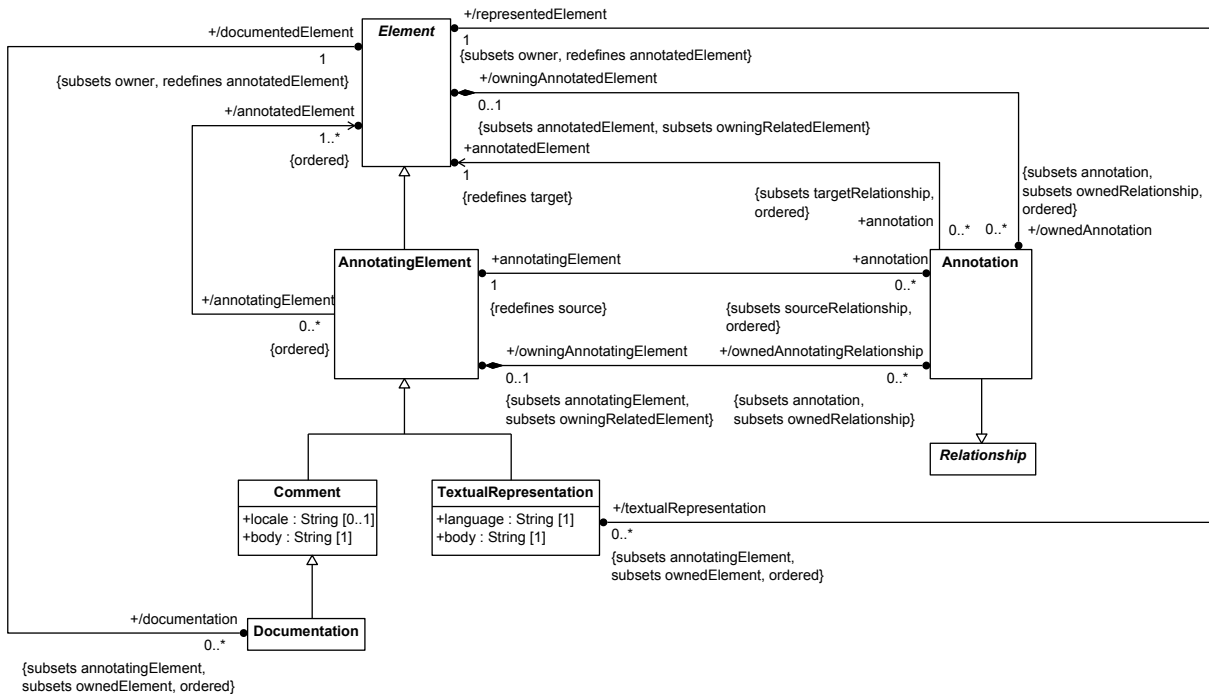 +/representedElement
Element
+/documentedElement
1
1
{subsets owner, redefines annotatedElement}
{subsets owner, redefines annotatedElement}
+/owningAnnotatedElement
+/annotatedElement
0..1
1..*
{subsets annotatedElement, subsets owningRelatedElement}
+annotatedElement
{ordered}
1
{redefines target}
{subsets targetRelationship,
ordered}
{subsets annotation,
subsets ownedRelationship,
ordered}
+annotation
0..*
0..*
+/ownedAnnotation
AnnotatingElement
+annotatingElement
+annotation
Annotation
1
0..*
+/annotatingElement
{redefines source}
{subsets sourceRelationship,
ordered}
0..*
{ordered}
+/owningAnnotatingElement
+/ownedAnnotatingRelationship
0..1
0..*
{subsets annotatingElement,
subsets owningRelatedElement}
{subsets annotation,
subsets ownedRelationship}
Relationship
Comment
+locale : String [0..1]
+body : String [1]
TextualRepresentation
+language : String [1]
+body : String [1]
+/textualRepresentation
0..*
{subsets annotatingElement,
subsets ownedElement, ordered}
+/documentation
Documentation
0..*
{subsets annotatingElement,
subsets ownedElement, ordered}